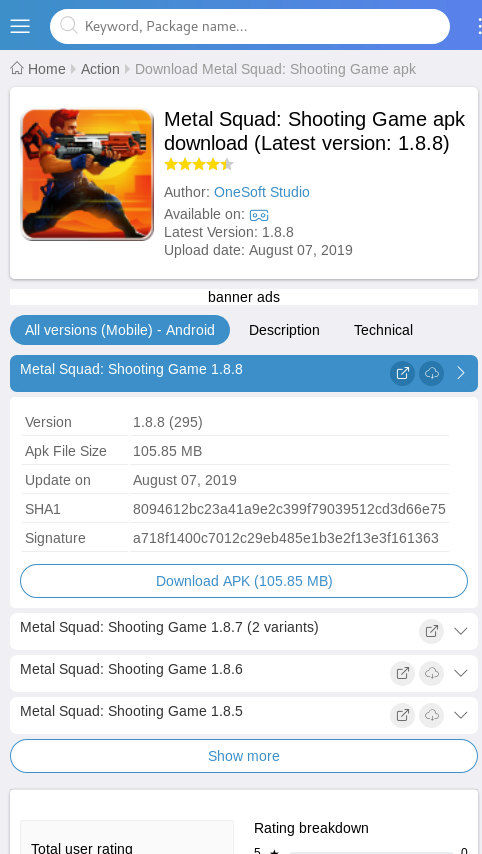 Keyword, Package name...
Home Action Download Metal Squad: Shooting Game apk
Metal Squad: Shooting Game apk
download (Latest version: 1.8.8)
Author: OneSoft Studio
Available on:
Latest Version: 1.8.8
Upload date: August 07, 2019
banner ads
All versions (Mobile) - Android Description Technical
Metal Squad: Shooting Game 1.8.8
Version 1.8.8 (295)
Apk File Size 105.85 MB
Update on August 07, 2019
SHA1 8094612bc23a41a9e2c399f79039512cd3d66e75
Signature a718f1400c7012c29eb485e1b3e2f13e3f161363
Download APK (105.85 MB)
Metal Squad: Shooting Game 1.8.7 (2 variants)
Metal Squad: Shooting Game 1.8.6
Metal Squad: Shooting Game 1.8.5
Show more
Rating breakdown
Total user rating
5 ★ 0